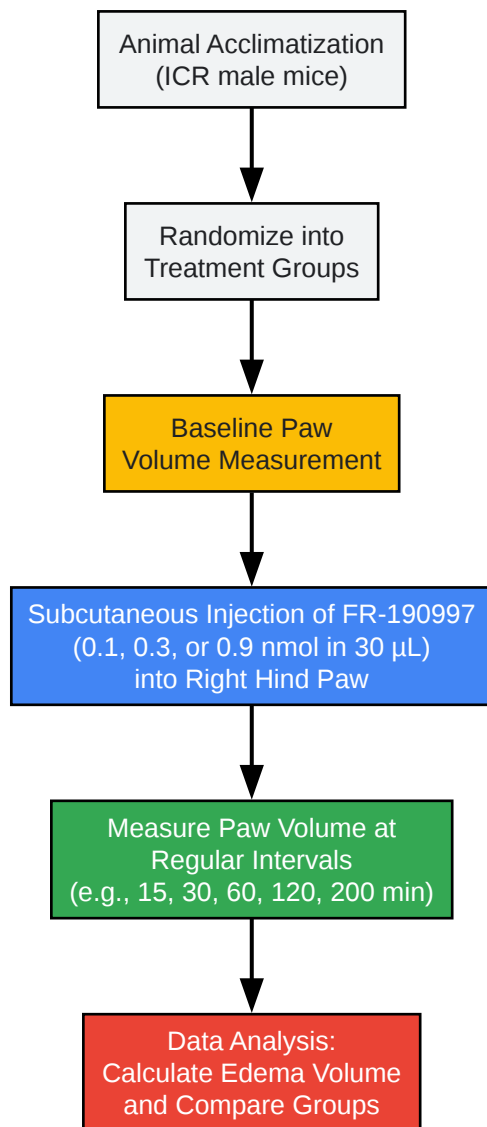 Animal Acclimatization
(ICR male mice)
Randomize into
Treatment Groups
Baseline Paw
Volume Measurement
Subcutaneous Injection of FR-190997
(0.1, 0.3, or 0.9 nmol in 30 µL)
into Right Hind Paw
Measure Paw Volume at
Regular Intervals
(e.g., 15, 30, 60, 120, 200 min)
Data Analysis:
Calculate Edema Volume
and Compare Groups